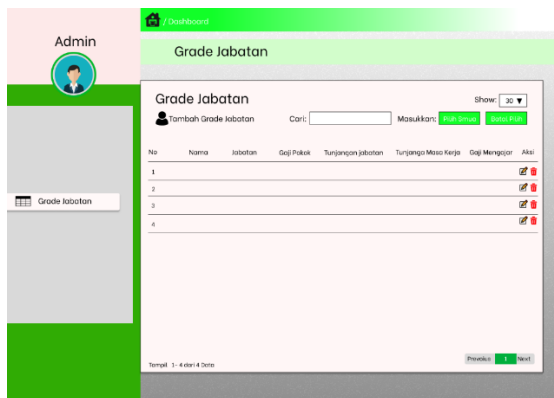 Admin
/ Dashboard
Grade Jabatan
Grade Jabatan
Grade Jabatan
Show: 30 ▼
Tambah Grade Jabatan
Cari:
Masukkan: Pilih Semua Batas Pilih
No Nama Jabatan Gaji Pokok Tunjangan jabatan Tunjanga Masa Kerja Gaji Mengajar Aksi
1
2
3
4
Tampil 1- 4 dari 4 Data
Prevoius 1 Next